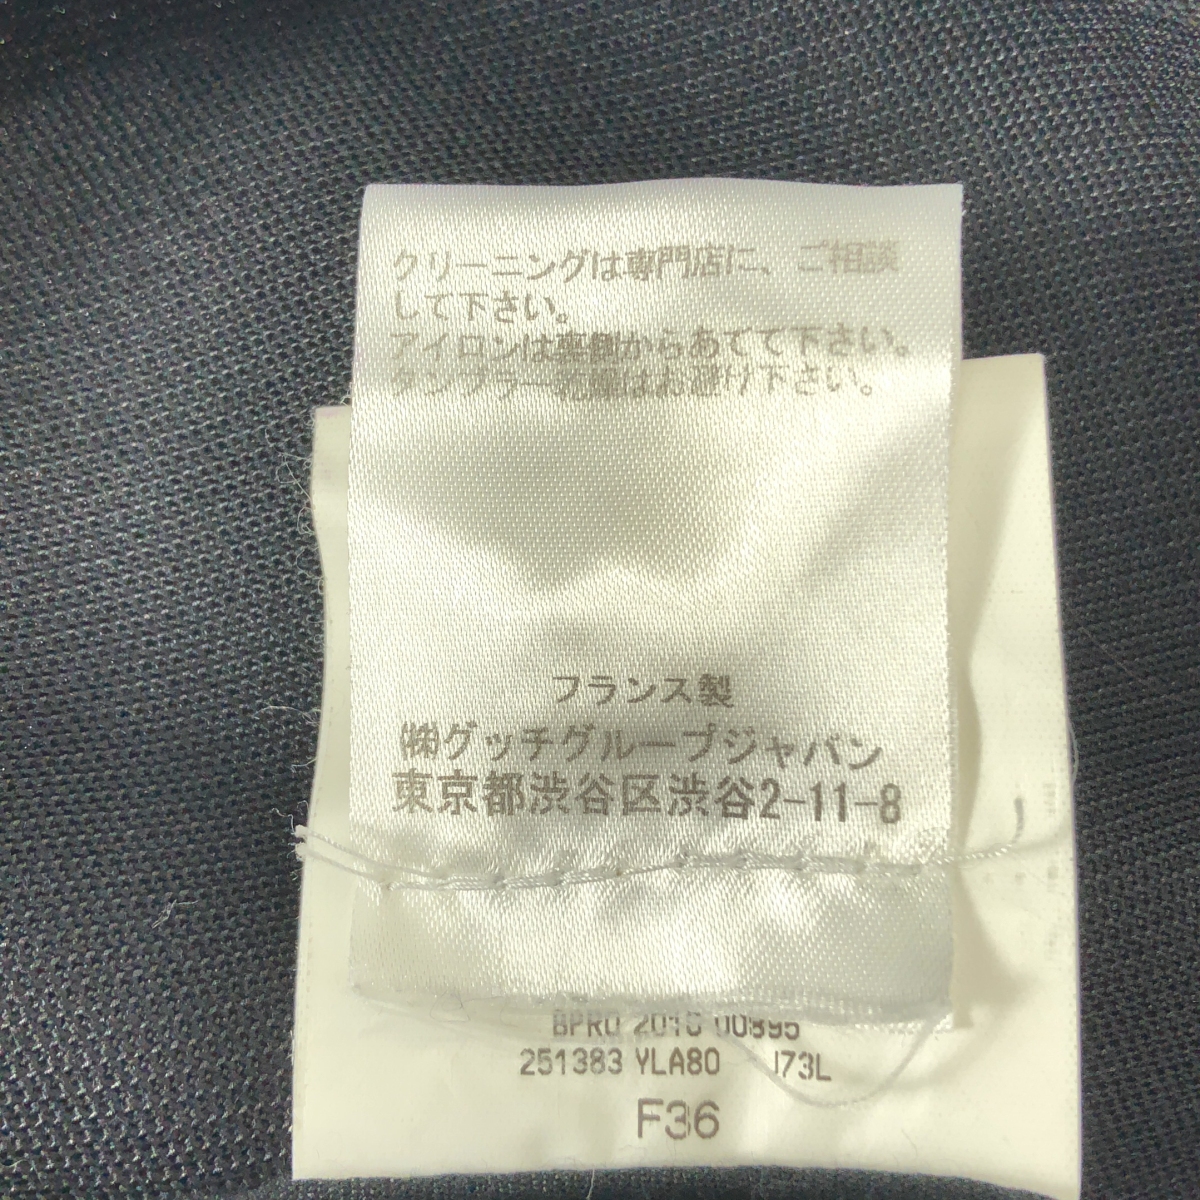 クリーニングは専門店に、ご相談
して下さい。
アイロンは裏側からあてて下さい。
タンブラー乾燥はお避け下さい。
フランス製
㈱グッチグループジャパン
東京都渋谷区渋谷2-11-8
BPRO 2010 00895
251383 YLA80 I73L
F36